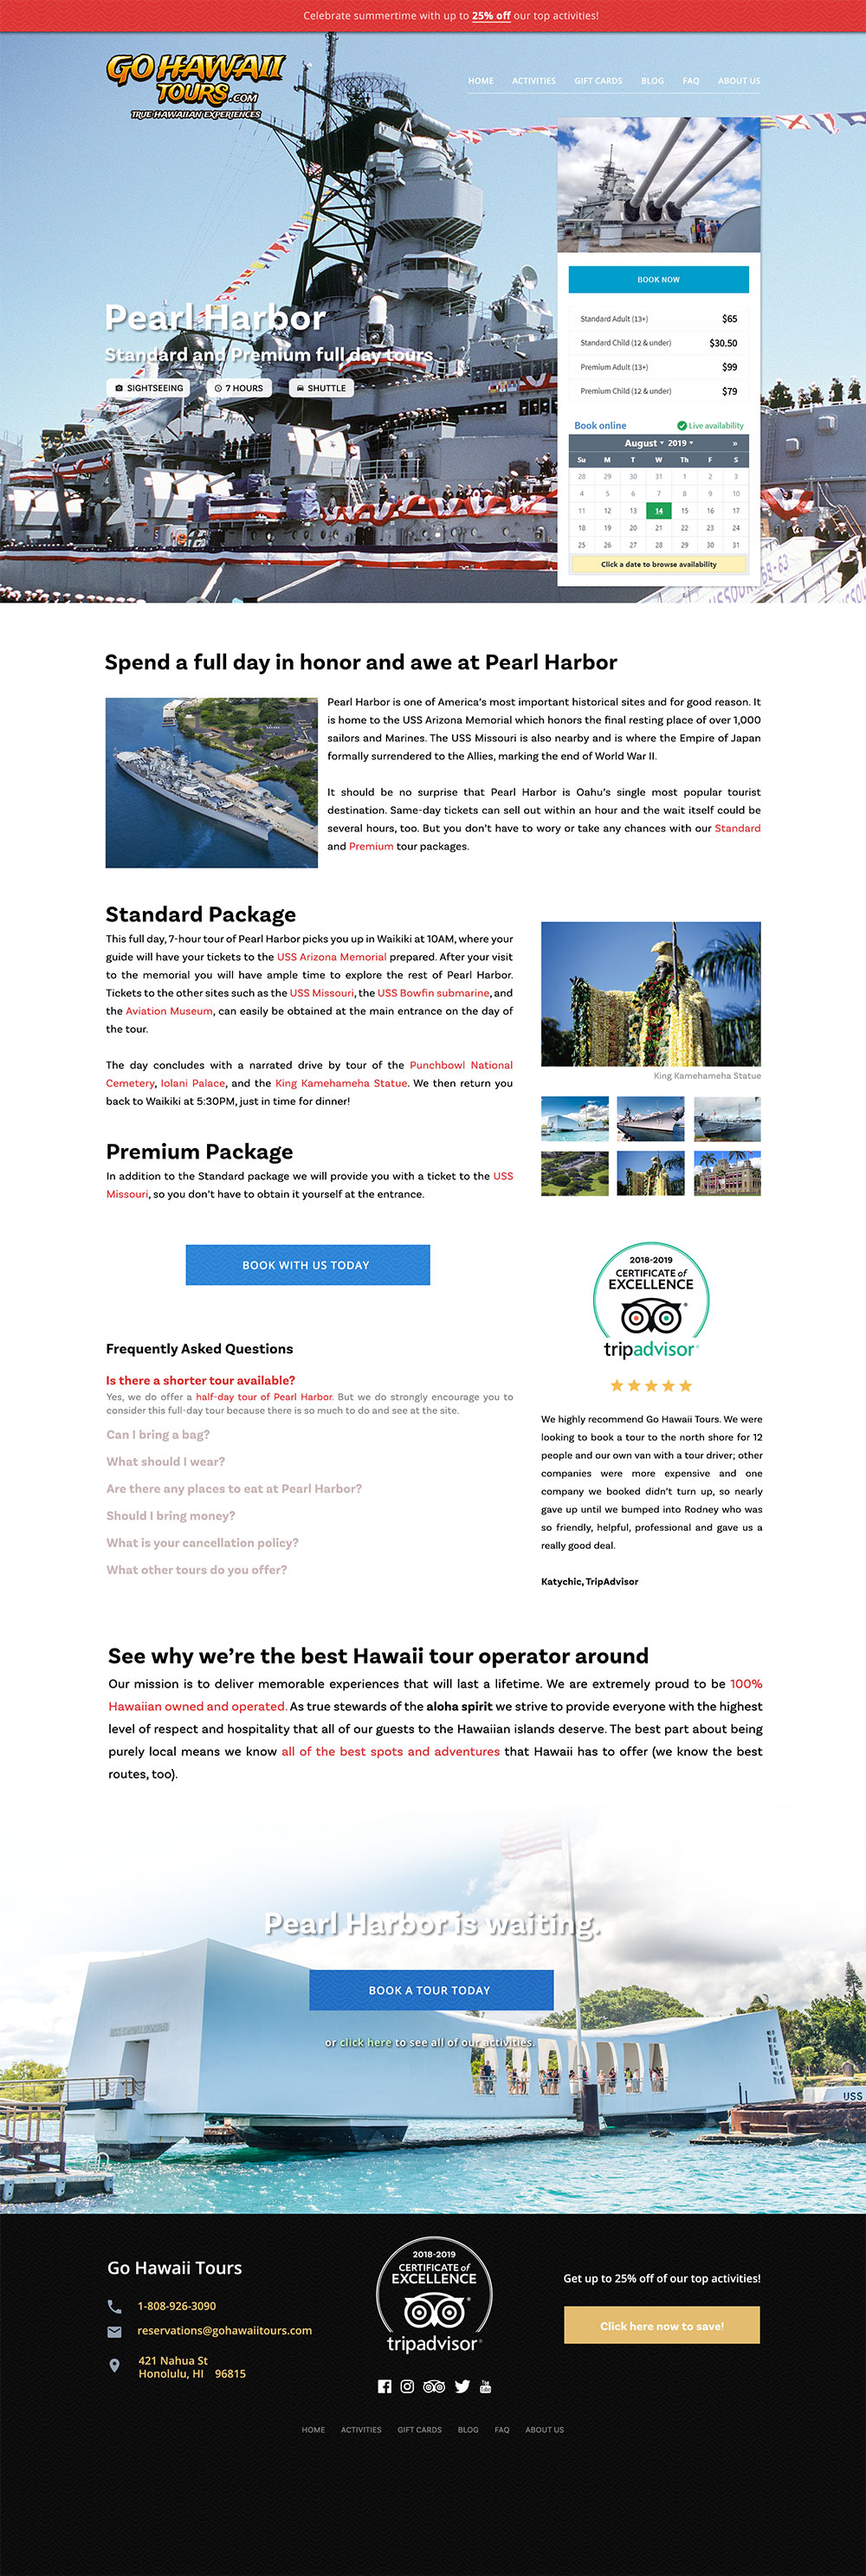 Celebrate summertime with up to 25% off our top activities!
GO HAWAII
TOURS.COM
TRUE HAWAIIAN EXPERIENCES
HOME ACTIVITIES GIFT CARDS BLOG FAQ ABOUT US
Pearl Harbor
Standard and Premium full day tours
SIGHTSEEING 7 HOURS SHUTTLE
BOOK NOW
Standard Adult (13+) $65
Standard Child (12 & under) $30.50
Premium Adult (13+) $99
Premium Child (12 & under) $79
Book online Live availability
August 2019 »
Su M T W Th F S
28 29 30 31 1 2 3
4 5 6 7 8 9 10
11 12 13 14 15 16 17
18 19 20 21 22 23 24
25 26 27 28 29 30 31
Click a date to browse availability
Spend a full day in honor and awe at Pearl Harbor
Pearl Harbor is one of America's most important historical sites and for good reason. It
is home to the USS Arizona Memorial which honors the final resting place of over 1,000
sailors and Marines. The USS Missouri is also nearby and is where the Empire of Japan
formally surrendered to the Allies, marking the end of World War II.
It should be no surprise that Pearl Harbor is Oahu's single most popular tourist
destination. Same-day tickets can sell out within an hour and the wait itself could be
several hours, too. But you don't have to wory or take any chances with our Standard
and Premium tour packages.
Standard Package
This full day, 7-hour tour of Pearl Harbor picks you up in Waikiki at 10AM, where your
guide will have your tickets to the USS Arizona Memorial prepared. After your visit
to the memorial you will have ample time to explore the rest of Pearl Harbor.
Tickets to the other sites such as the USS Missouri, the USS Bowfin submarine, and
the Aviation Museum, can easily be obtained at the main entrance on the day of
the tour.
The day concludes with a narrated drive by tour of the Punchbowl National
Cemetery, Iolani Palace, and the King Kamehameha Statue. We then return you
back to Waikiki at 5:30PM, just in time for dinner!
King Kamehameha Statue
Premium Package
In addition to the Standard package we will provide you with a ticket to the USS
Missouri, so you don't have to obtain it yourself at the entrance.
BOOK WITH US TODAY
2018-2019
CERTIFICATE of
EXCELLENCE
tripadvisor
Frequently Asked Questions
Is there a shorter tour available?
Yes, we do offer a half-day tour of Pearl Harbor. But we do strongly encourage you to
consider this full-day tour because there is so much to do and see at the site.
Can I bring a bag?
What should I wear?
Are there any places to eat at Pearl Harbor?
Should I bring money?
What is your cancellation policy?
What other tours do you offer?
We highly recommend Go Hawaii Tours. We were
looking to book a tour to the north shore for 12
people and our own van with a tour driver; other
companies were more expensive and one
company we booked didn't turn up, so nearly
gave up until we bumped into Rodney who was
so friendly, helpful, professional and gave us a
really good deal.
Katychic, TripAdvisor
See why we're the best Hawaii tour operator around
Our mission is to deliver memorable experiences that will last a lifetime. We are extremely proud to be 100%
Hawaiian owned and operated. As true stewards of the aloha spirit we strive to provide everyone with the highest
level of respect and hospitality that all of our guests to the Hawaiian islands deserve. The best part about being
purely local means we know all of the best spots and adventures that Hawaii has to offer (we know the best
routes, too).
Pearl Harbor is waiting.
BOOK A TOUR TODAY
or click here to see all of our activities.
USS
Go Hawaii Tours
1-808-926-3090
reservations@gohawaiitours.com
421 Nahua St
Honolulu, HI 96815
2018-2019
CERTIFICATE of
EXCELLENCE
tripadvisor
Get up to 25% off of our top activities!
Click here now to save!
HOME ACTIVITIES GIFT CARDS BLOG FAQ ABOUT US